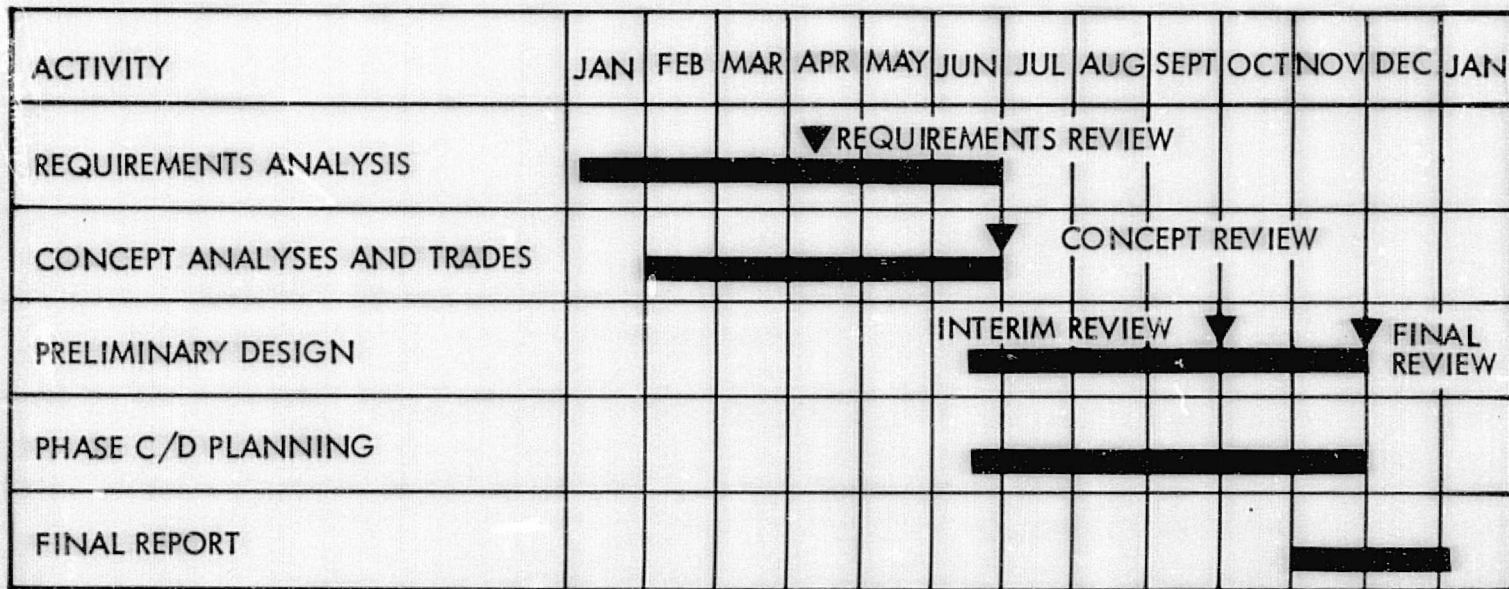 ACTIVITY JAN FEB MAR APR MAY JUN JUL AUG SEPT OCT NOV DEC JAN
REQUIREMENTS REVIEW
REQUIREMENTS ANALYSIS
CONCEPT REVIEW
CONCEPT ANALYSES AND TRADES
INTERIM REVIEW
FINAL
REVIEW
PRELIMINARY DESIGN
PHASE C/D PLANNING
FINAL REPORT